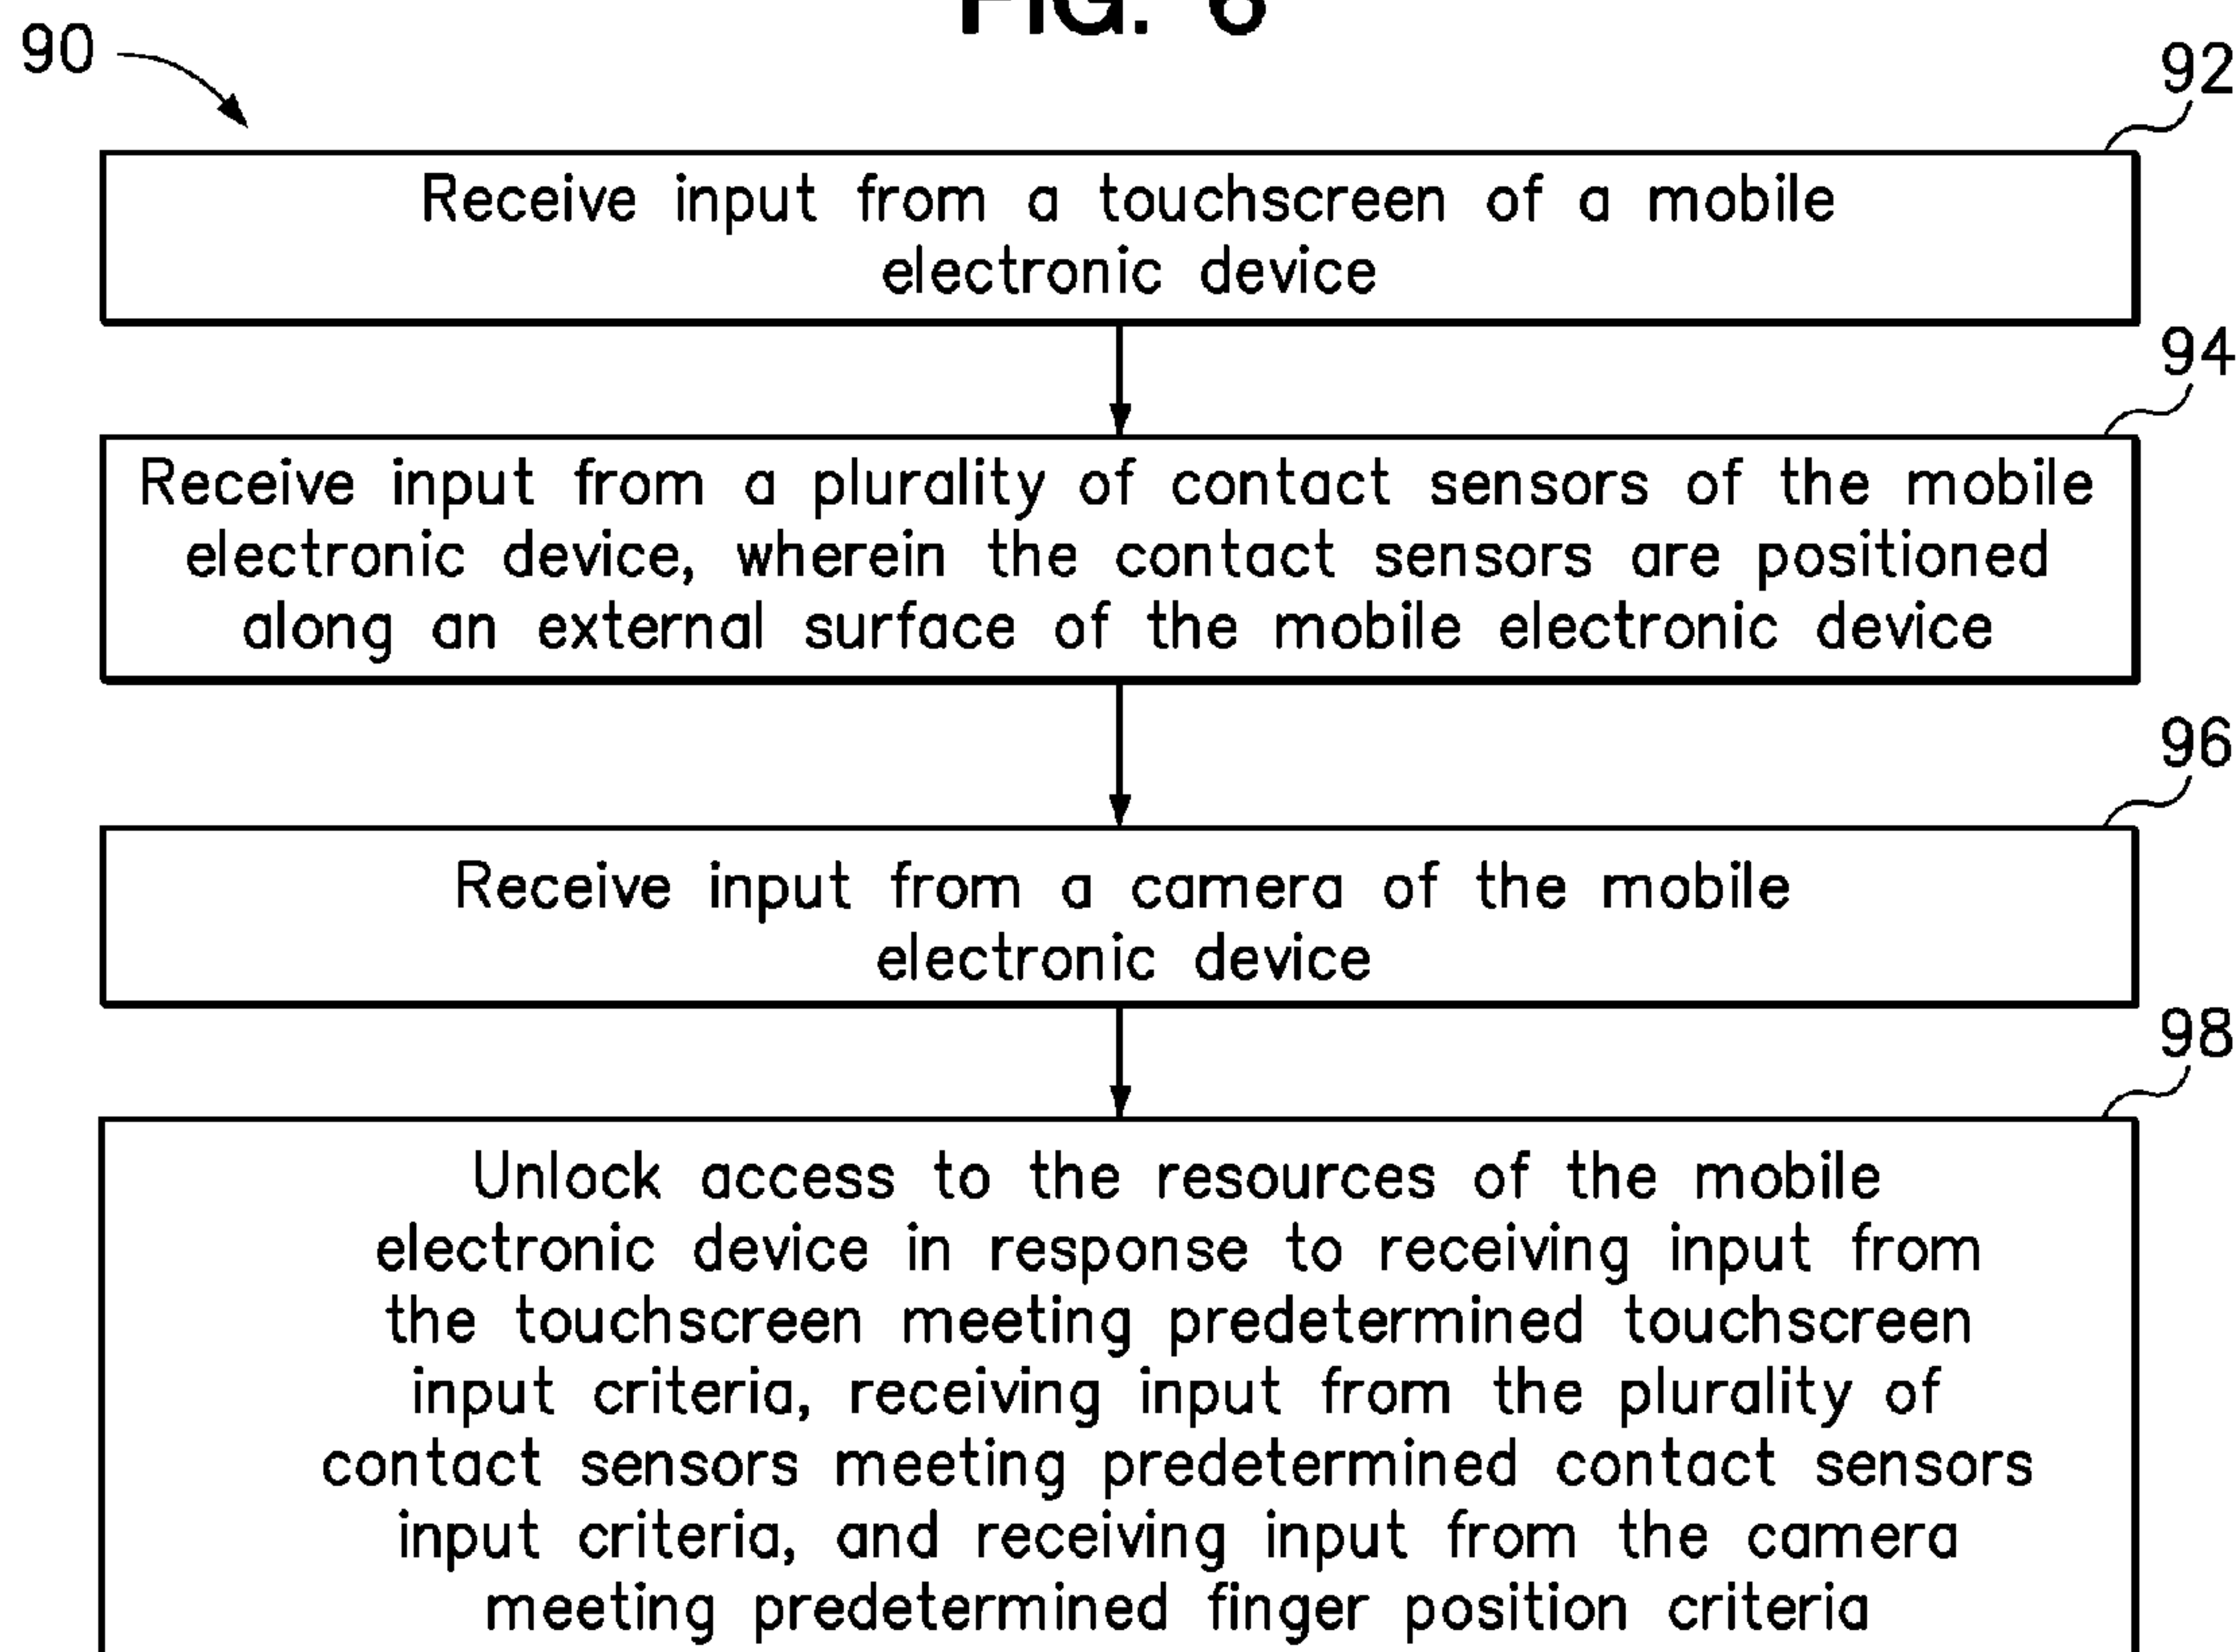 FIG. 6
90
92
Receive input from a touchscreen of a mobile
electronic device
94
Receive input from a plurality of contact sensors of the mobile
electronic device, wherein the contact sensors are positioned
along an external surface of the mobile electronic device
96
Receive input from a camera of the mobile
electronic device
98
Unlock access to the resources of the mobile
electronic device in response to receiving input from
the touchscreen meeting predetermined touchscreen
input criteria, receiving input from the plurality of
contact sensors meeting predetermined contact sensors
input criteria, and receiving input from the camera
meeting predetermined finger position criteria